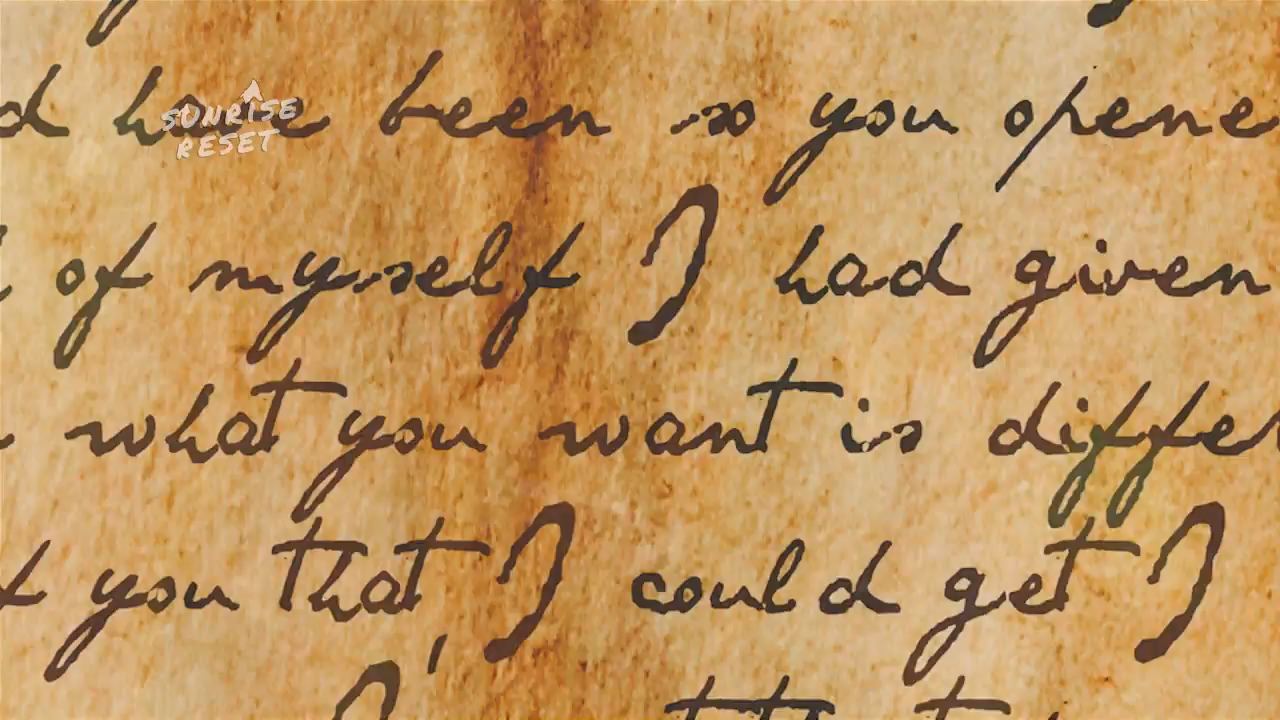 SUNRISE
RESET
d have been so you opene
of myself I had given
what you want is differ
you that, I could get I